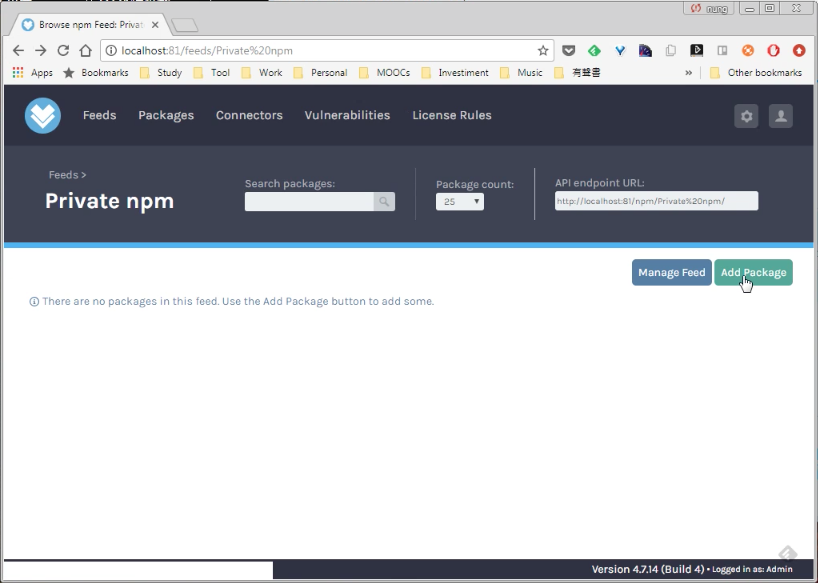 Browse npm Feed: Privat
nung
localhost:81/feeds/Private%20npm
Apps Bookmarks Study Tool Work Personal MOOCs Investiment Music 有聲書 » Other bookmarks
Feeds Packages Connectors Vulnerabilities License Rules
Feeds >
Private npm
Search packages:
Package count:
25
API endpoint URL:
http://localhost:81/npm/Private%20npm/
Manage Feed Add Package
There are no packages in this feed. Use the Add Package button to add some.
Version 4.7.14 (Build 4) • Logged in as: Admin